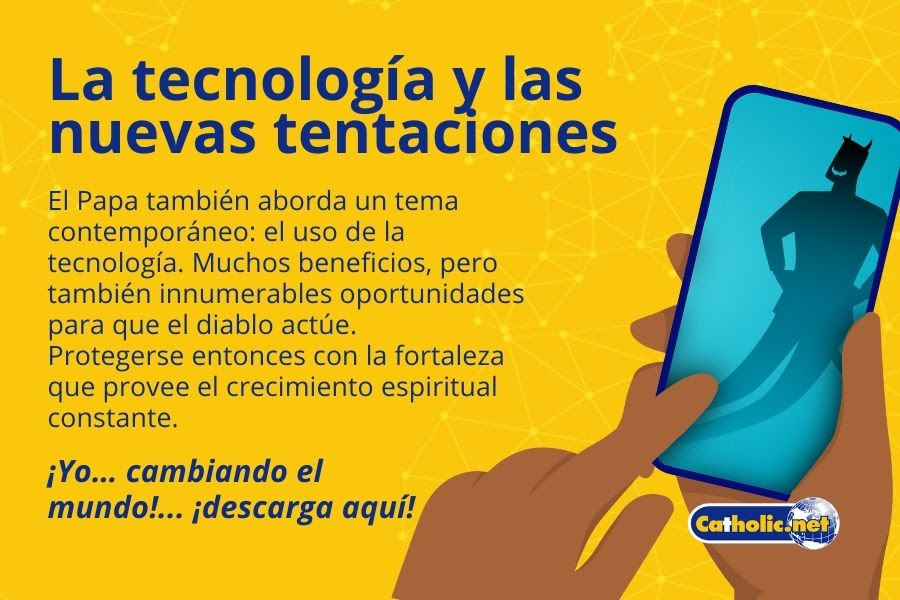 La tecnología y las
nuevas tentaciones
El Papa también aborda un tema
contemporáneo: el uso de la
tecnología. Muchos beneficios, pero
también innumerables oportunidades
para que el diablo actúe.
Protegerse entonces con la fortaleza
que provee el crecimiento espiritual
constante.
¡Yo... cambiando el
mundo!... ¡descarga aquí!
Catholic.net